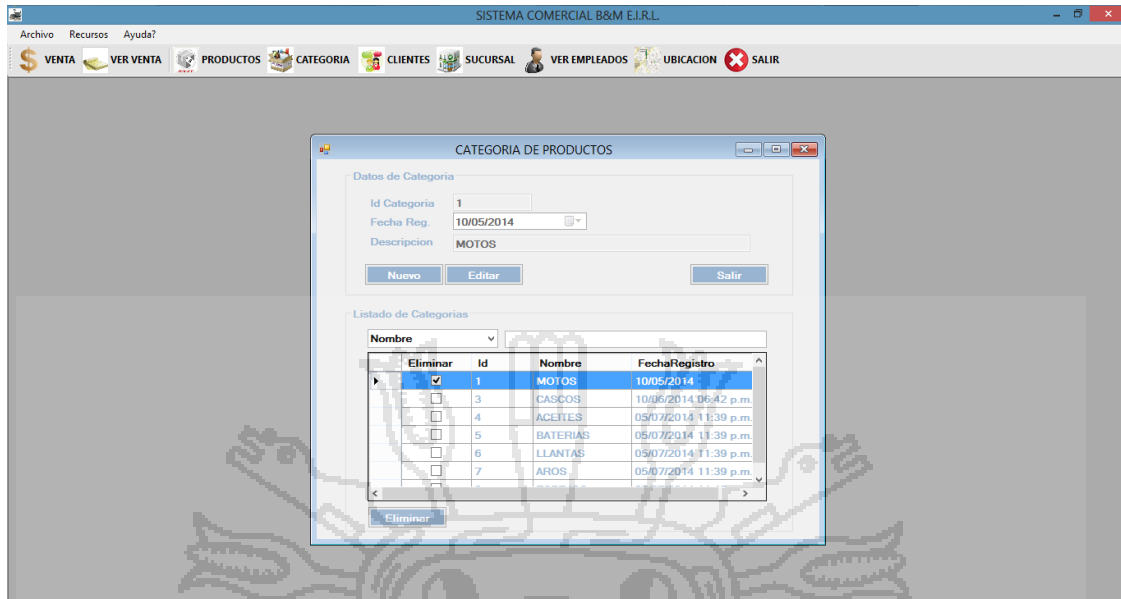 SISTEMA COMERCIAL B&M E.I.R.L.
Archivo Recursos Ayuda?
VENTA VER VENTA PRODUCTOS CATEGORIA CLIENTES SUCURSAL VER EMPLEADOS UBICACION SALIR
CATEGORIA DE PRODUCTOS
Datos de Categoria
Id Categoria 1
Fecha Reg. 10/05/2014
Descripcion MOTOS
Nuevo Editar Salir
Listado de Categorias
Nombre
Eliminar Id Nombre FechaRegistro
1 MOTOS 10/05/2014
3 CASCOS 10/06/2014 06:42 p.m.
4 ACEITES 05/07/2014 11:39 p.m.
5 BATERIAS 05/07/2014 11:39 p.m.
6 LLANTAS 05/07/2014 11:39 p.m.
7 AROS 05/07/2014 11:39 p.m.
Eliminar